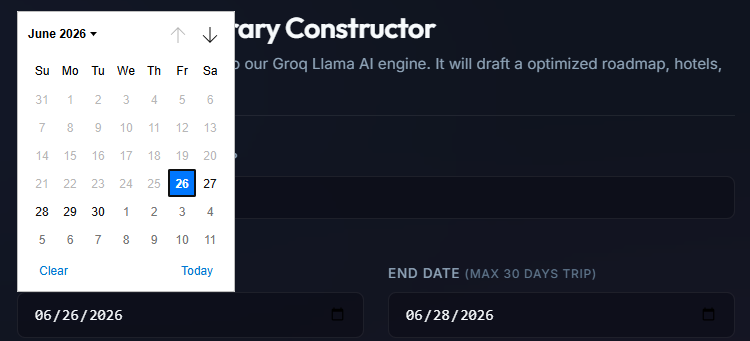 June 2026
Su Mo Tu We Th Fr Sa
31 1 2 3 4 5 6
7 8 9 10 11 12 13
14 15 16 17 18 19 20
21 22 23 24 25 26 27
28 29 30 1 2 3 4
5 6 7 8 9 10 11
Clear Today
rary Constructor
o our Groq Llama AI engine. It will draft a optimized roadmap, hotels,
END DATE (MAX 30 DAYS TRIP)
06/26/2026
06/28/2026